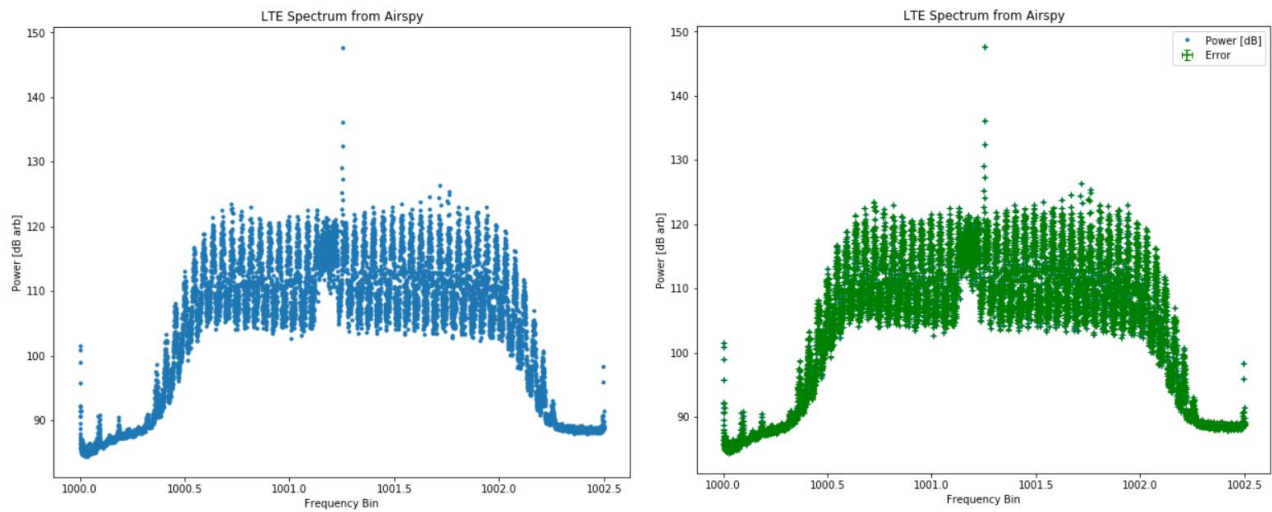 LTE Spectrum from Airspy
150
140
130
120
110
100
90
Power [dB arb]
1000.0 1000.5 1001.0 1001.5 1002.0 1002.5
Frequency Bin
LTE Spectrum from Airspy
Power [dB]
Error
150
140
130
120
110
100
90
Power [dB arb]
1000.0 1000.5 1001.0 1001.5 1002.0 1002.5
Frequency Bin